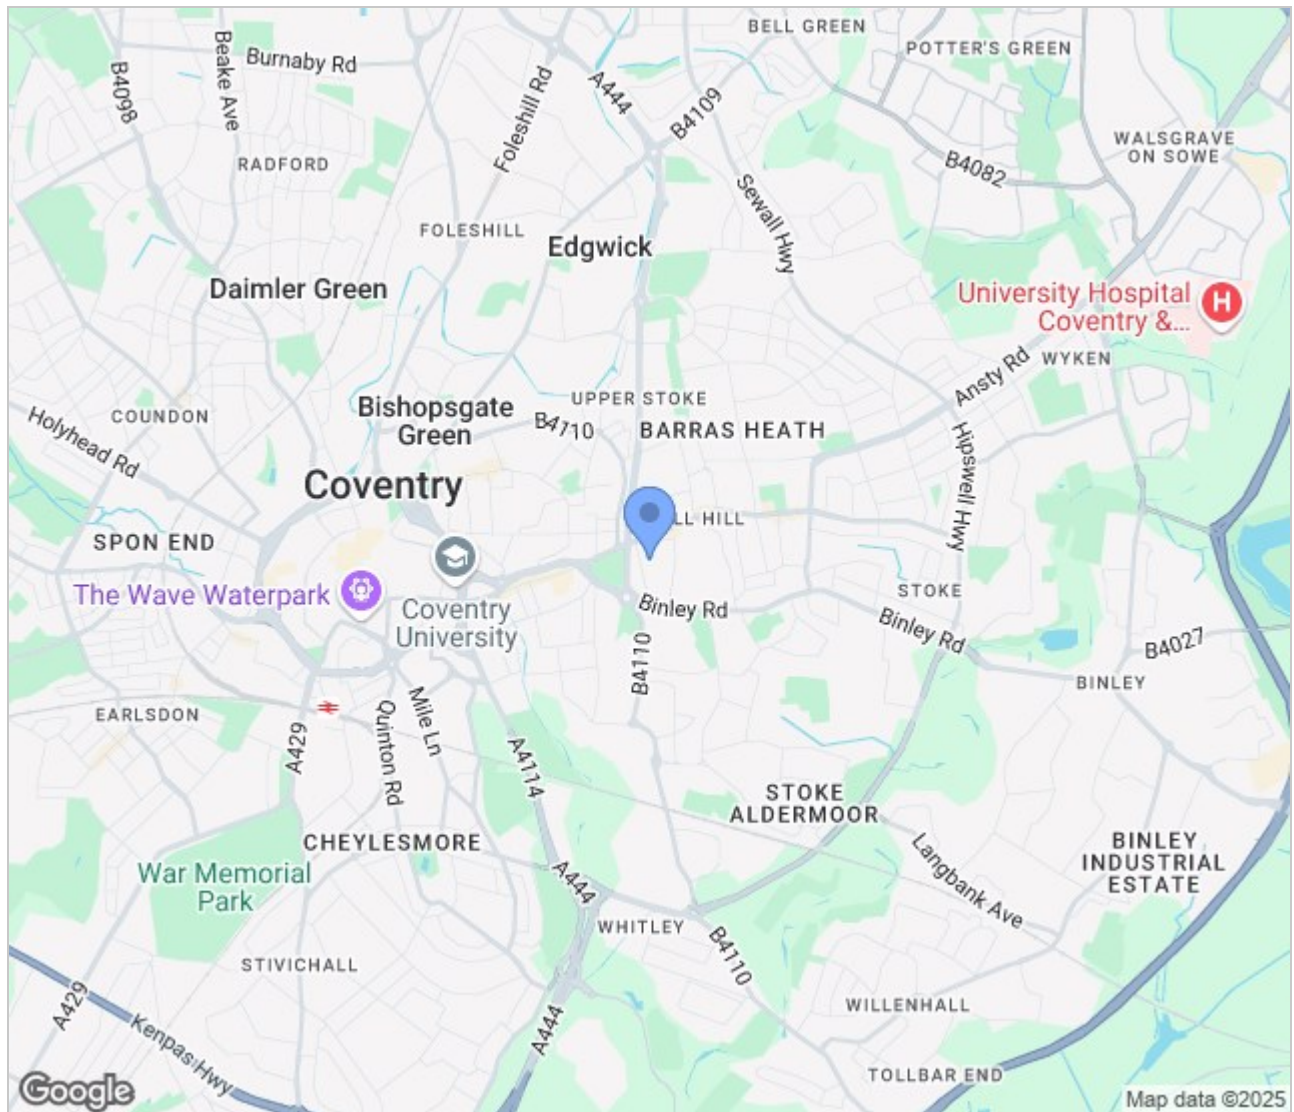 BELL GREEN
POTTER'S GREEN
Burnaby Rd
Beake Ave
B4098
Foleshill Rd
A444
B4109
WALSGRAVE
ON SOWE
RADFORD
B4082
Sewall Hwy
FOLESHILL
Edgwick
Daimler Green
University Hospital
Coventry &...
H
WYKEN
Ansty Rd
COUNDON
Holyhead Rd
Bishopsgate
Green
UPPER STOKE
B4110
BARRAS HEATH
Hipswell Hwy
Coventry
LL HILL
SPON END
The Wave Waterpark
Coventry
University
Binley Rd
STOKE
Binley Rd
B4027
B4110
BINLEY
EARLSDON
A429
Quinton Rd
Mile Ln
A4114
STOKE
ALDERMOOR
CHEYLESMORE
War Memorial
Park
A444
Langbank Ave
BINLEY
INDUSTRIAL
ESTATE
WHITLEY
B4110
STIVICHALL
A429
Kenpas Hwy
A444
WILLENHALL
TOLLBAR END
Google
Map data ©2025